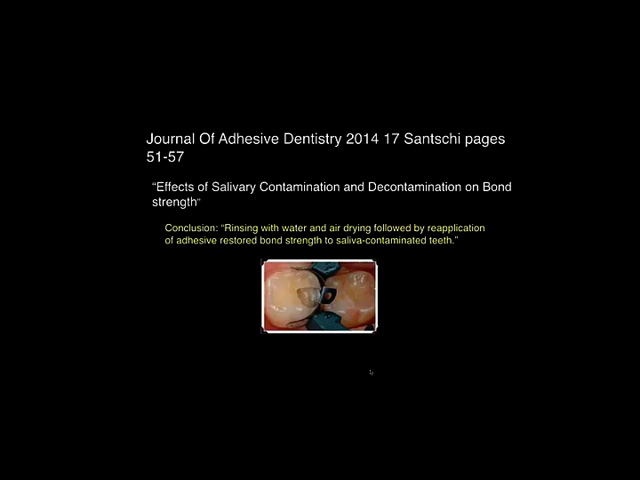 Journal Of Adhesive Dentistry 2014 17 Santschi pages
51-57
“Effects of Salivary Contamination and Decontamination on Bond
strength”
Conclusion: “Rinsing with water and air drying followed by reapplication
of adhesive restored bond strength to saliva-contaminated teeth.”